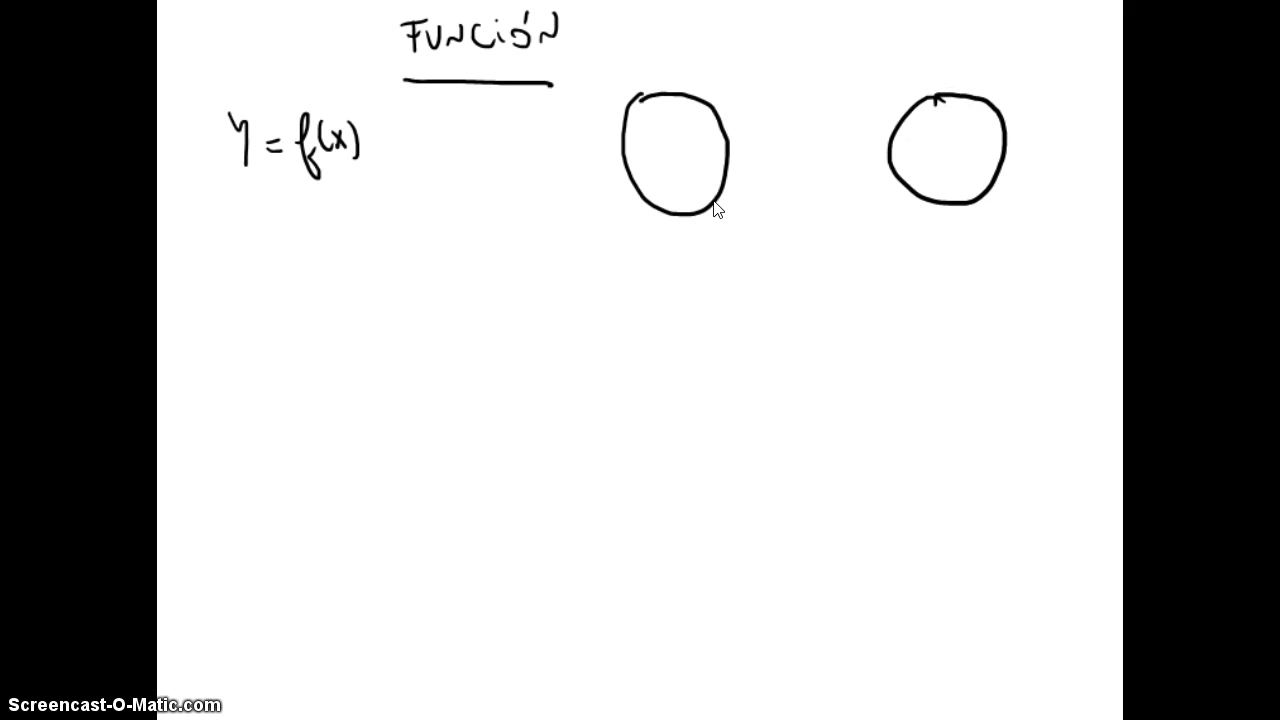 FUNCIÓN
Y = f(x)
Screencast-O-Matic.com